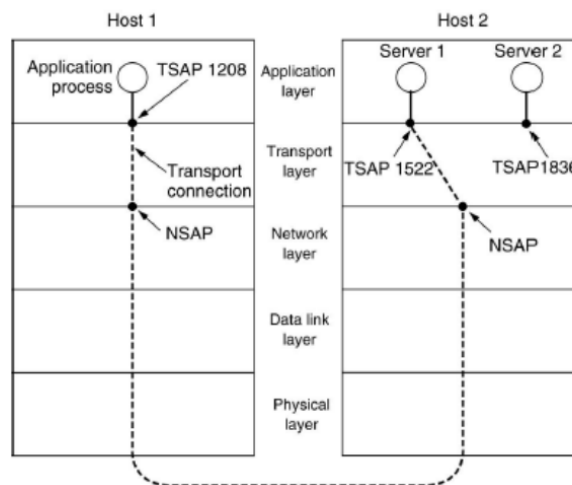 Host 1
Host 2
Application
process
TSAP 1208
Application
layer
Server 1
Server 2
Transport
connection
Transport
layer
TSAP 1522
TSAP1836
NSAP
Network
layer
NSAP
Data link
layer
Physical
layer